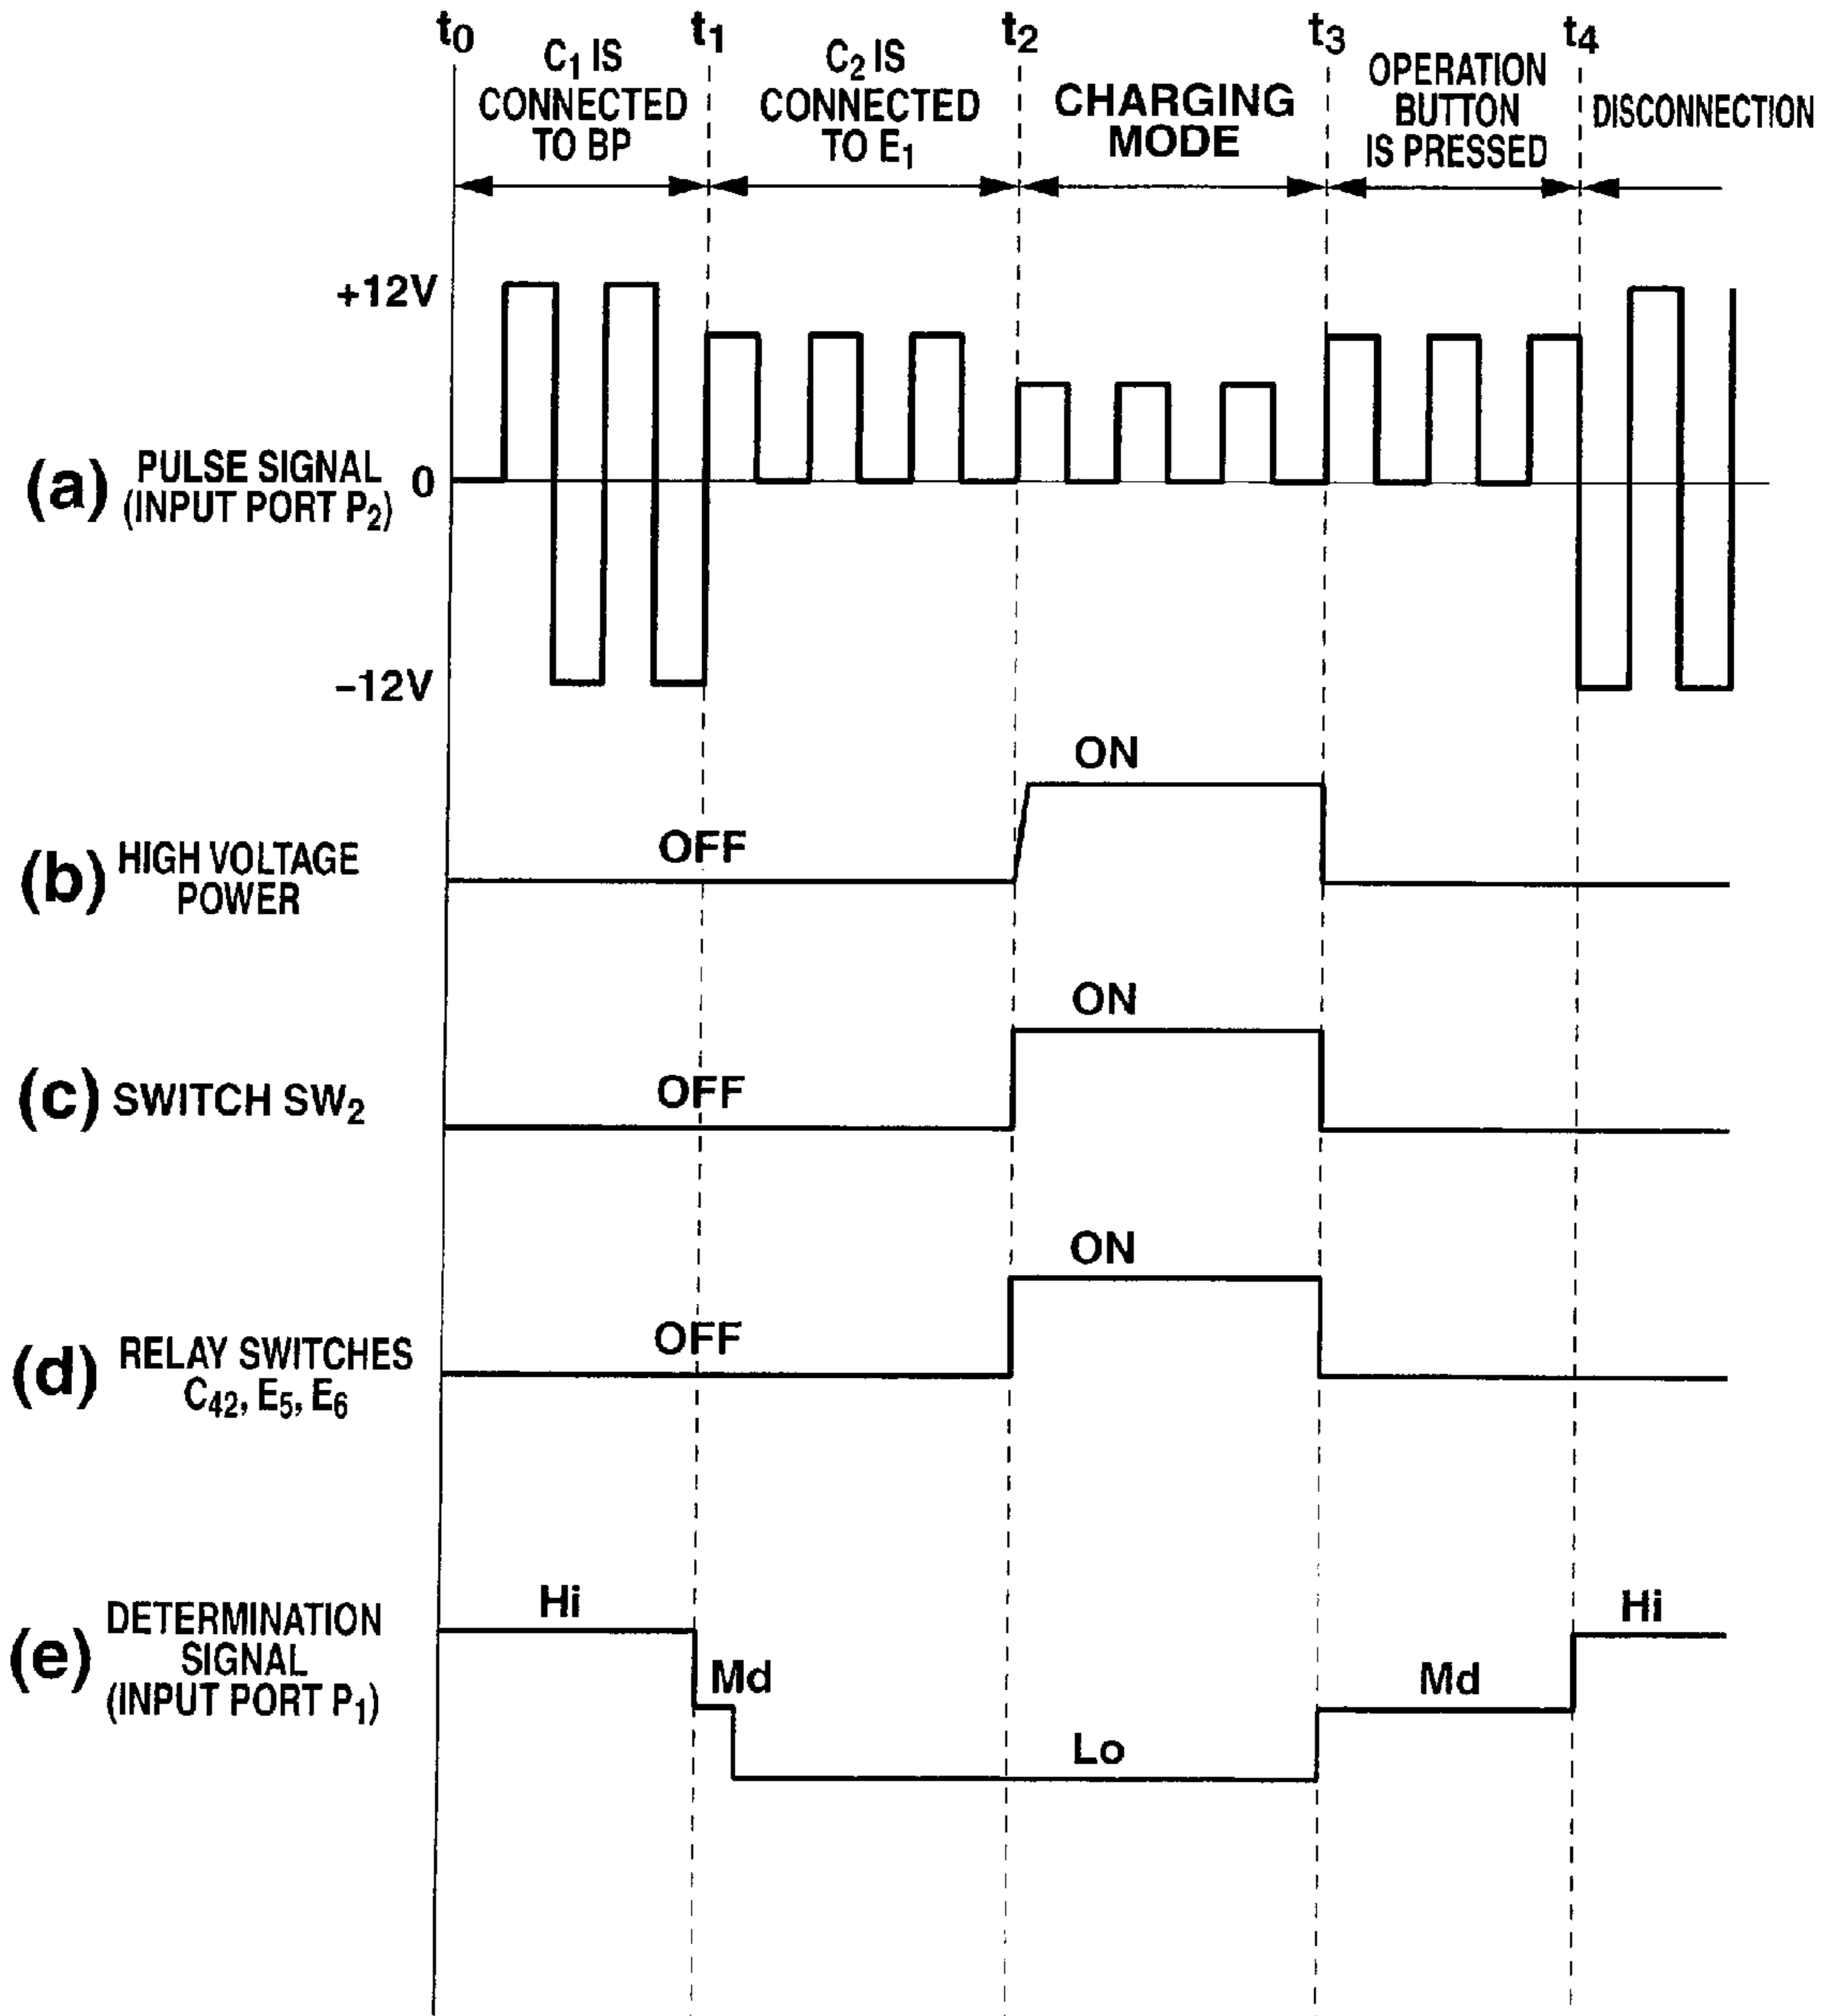 t0 t1 t2 t3 t4
C1 IS
CONNECTED
TO BP
C2 IS
CONNECTED
TO E1
CHARGING
MODE
OPERATION
BUTTON
IS PRESSED
DISCONNECTION
+12V
(a) PULSE SIGNAL
(INPUT PORT P2)
0
−12V
ON
(b) HIGH VOLTAGE
POWER
OFF
ON
(c) SWITCH SW2
OFF
ON
(d) RELAY SWITCHES
C42, E5, E6
OFF
Hi
Hi
(e) DETERMINATION
SIGNAL
(INPUT PORT P1)
Md
Md
Lo